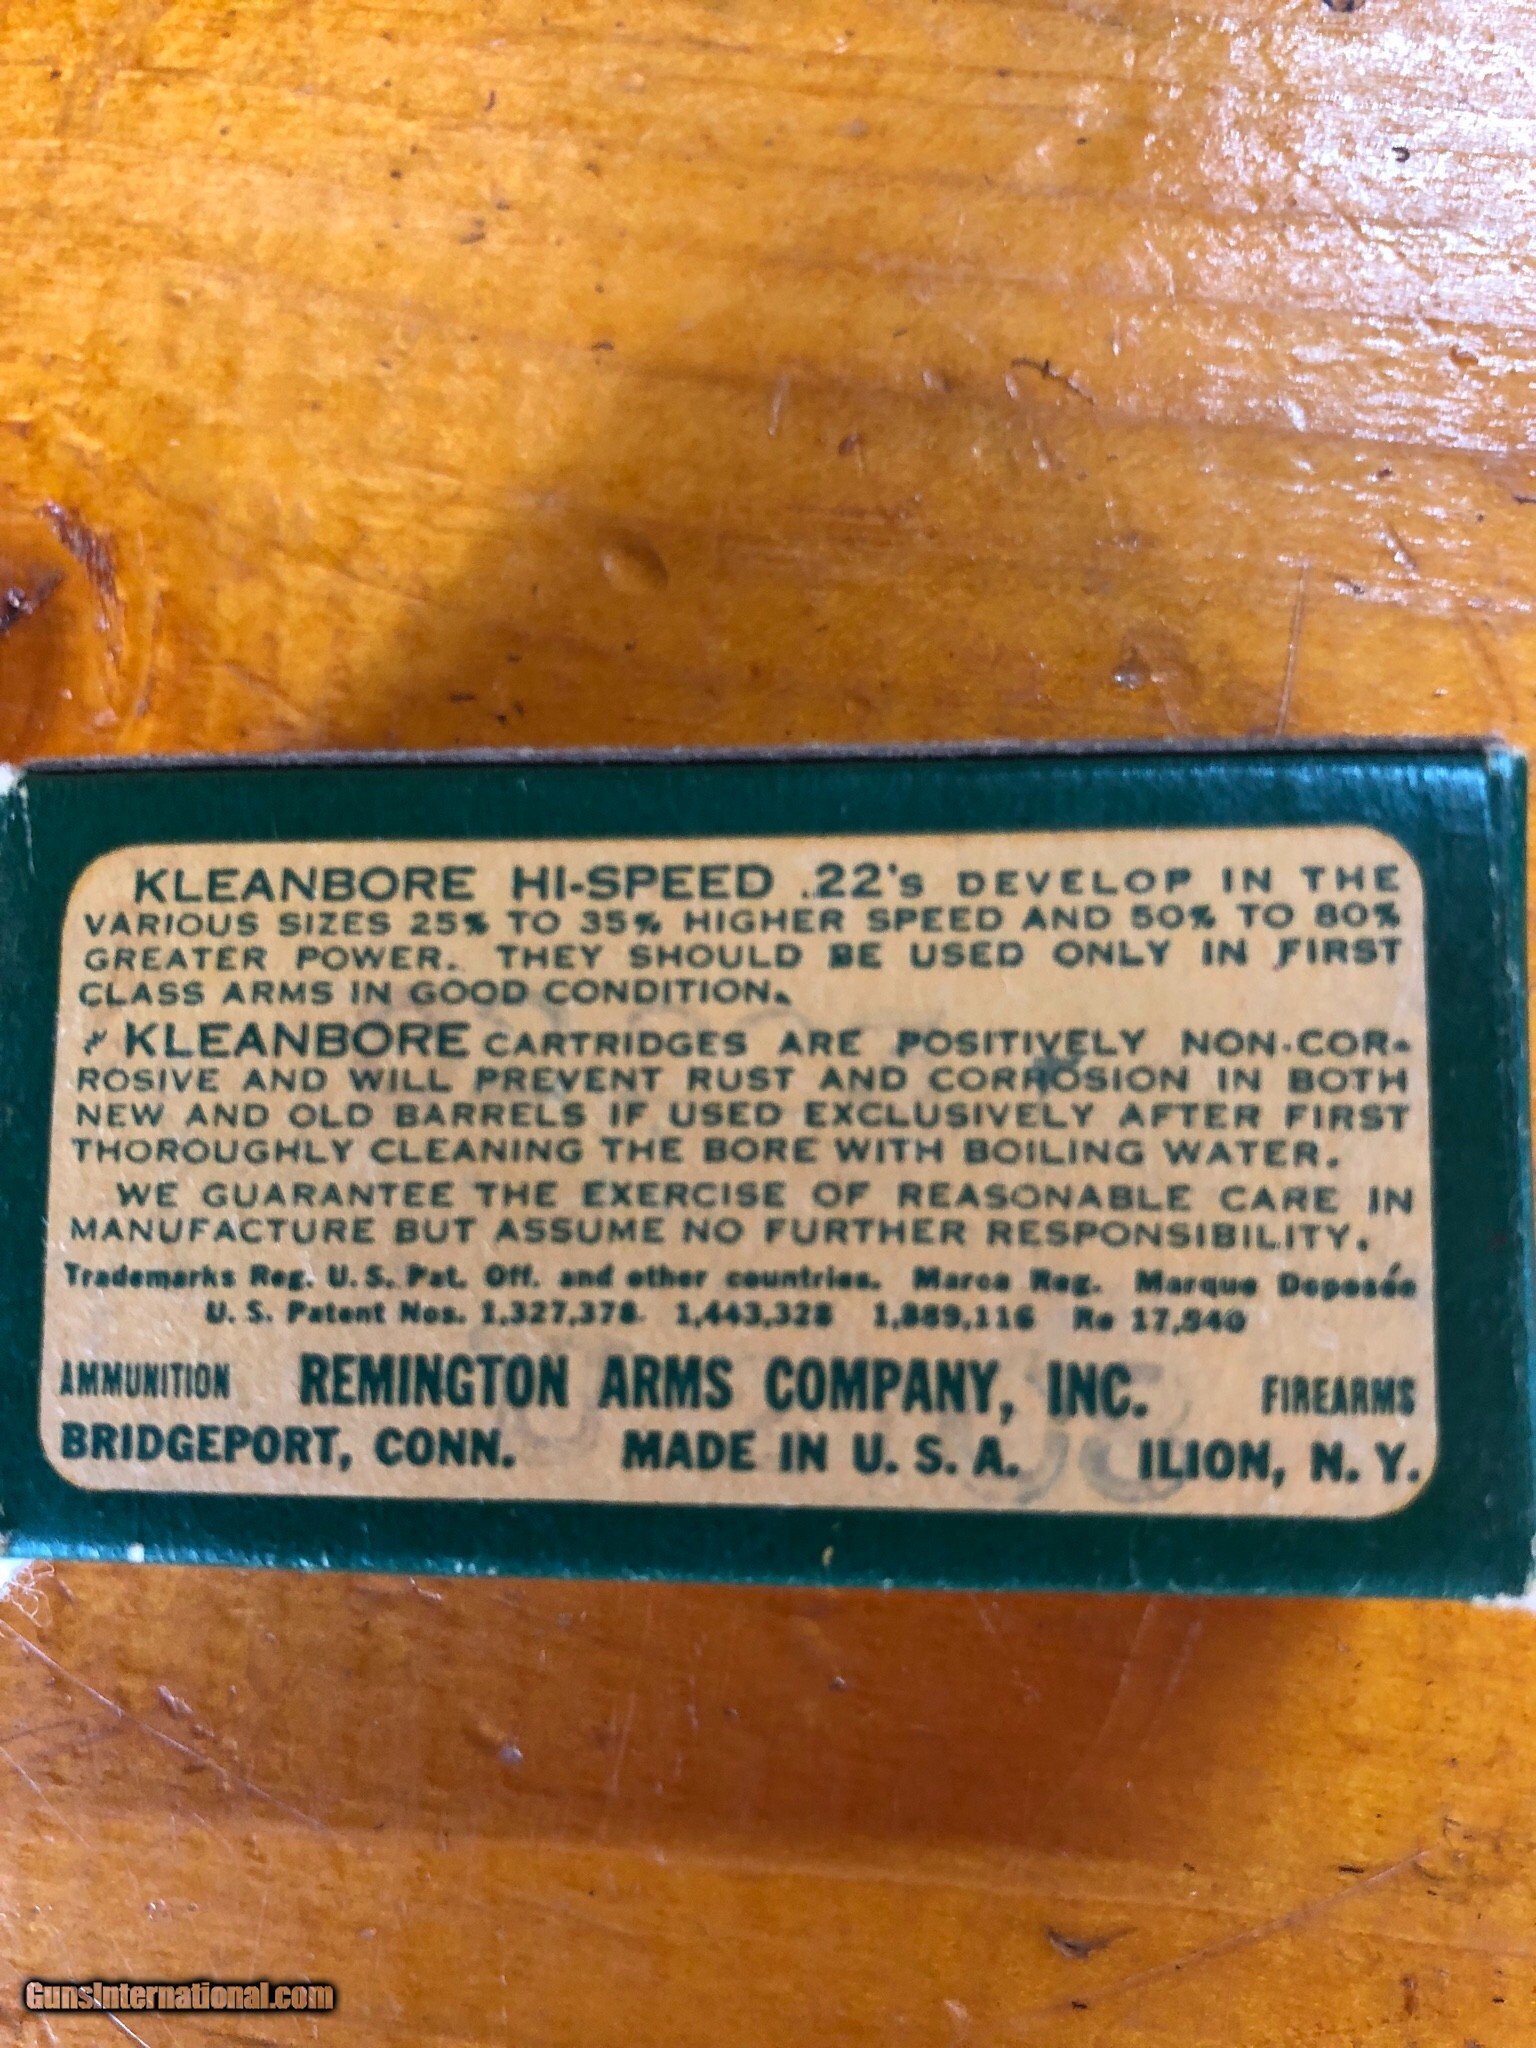 KLEANBORE HI-SPEED .22's DEVELOP IN THE
VARIOUS SIZES 25% TO 35% HIGHER SPEED AND 50% TO 80%
GREATER POWER. THEY SHOULD BE USED ONLY IN FIRST
CLASS ARMS IN GOOD CONDITION.
KLEANBORE CARTRIDGES ARE POSITIVELY NON-COR-
ROSIVE AND WILL PREVENT RUST AND CORROSION IN BOTH
NEW AND OLD BARRELS IF USED EXCLUSIVELY AFTER FIRST
THOROUGHLY CLEANING THE BORE WITH BOILING WATER.
WE GUARANTEE THE EXERCISE OF REASONABLE CARE IN
MANUFACTURE BUT ASSUME NO FURTHER RESPONSIBILITY.
Trademarks Reg. U. S. Pat. Off. and other countries. Marca Reg. Marque Deposée
U. S. Patent Nos. 1,327,378 1,443,328 1,889,116 Re 17,540
AMMUNITION REMINGTON ARMS COMPANY, INC. FIREARMS
BRIDGEPORT, CONN. MADE IN U. S. A. ILION, N. Y.
GunsInternational.com